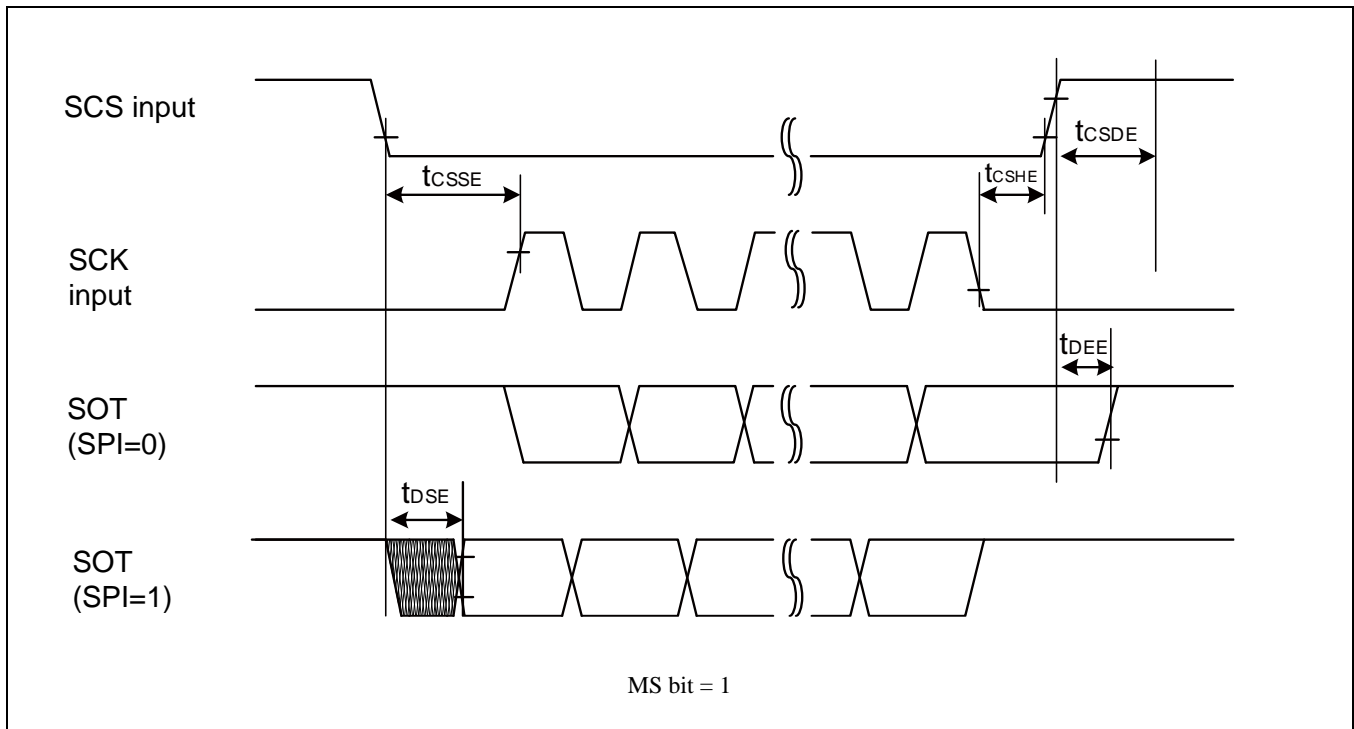 SCS input
tCSDE
tCSSE
tCSHE
SCK
input
tDEE
SOT
(SPI=0)
tDSE
SOT
(SPI=1)
MS bit = 1